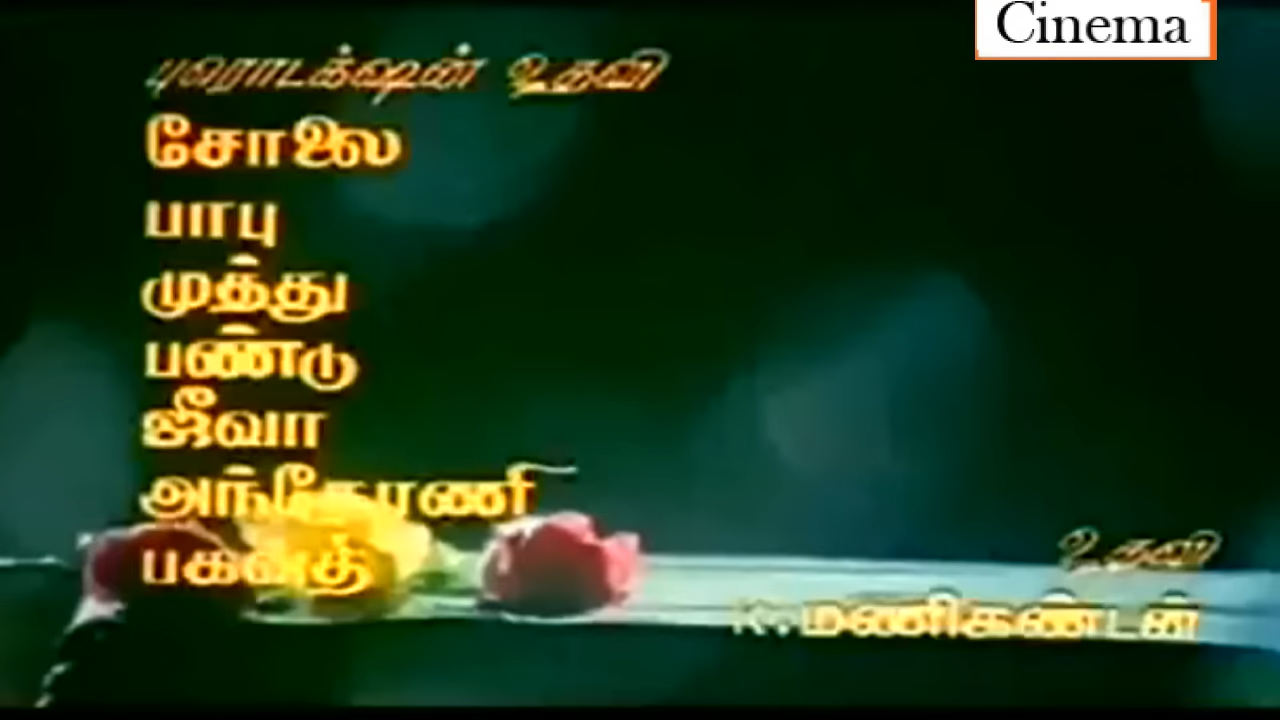 Cinema
புரொடக்ஷன் உதவி
சோலை
பாபு
முத்து
பண்டு
ஜீவா
அந்தோணி
பகவத்
உதவி
K.மணிகண்டன்